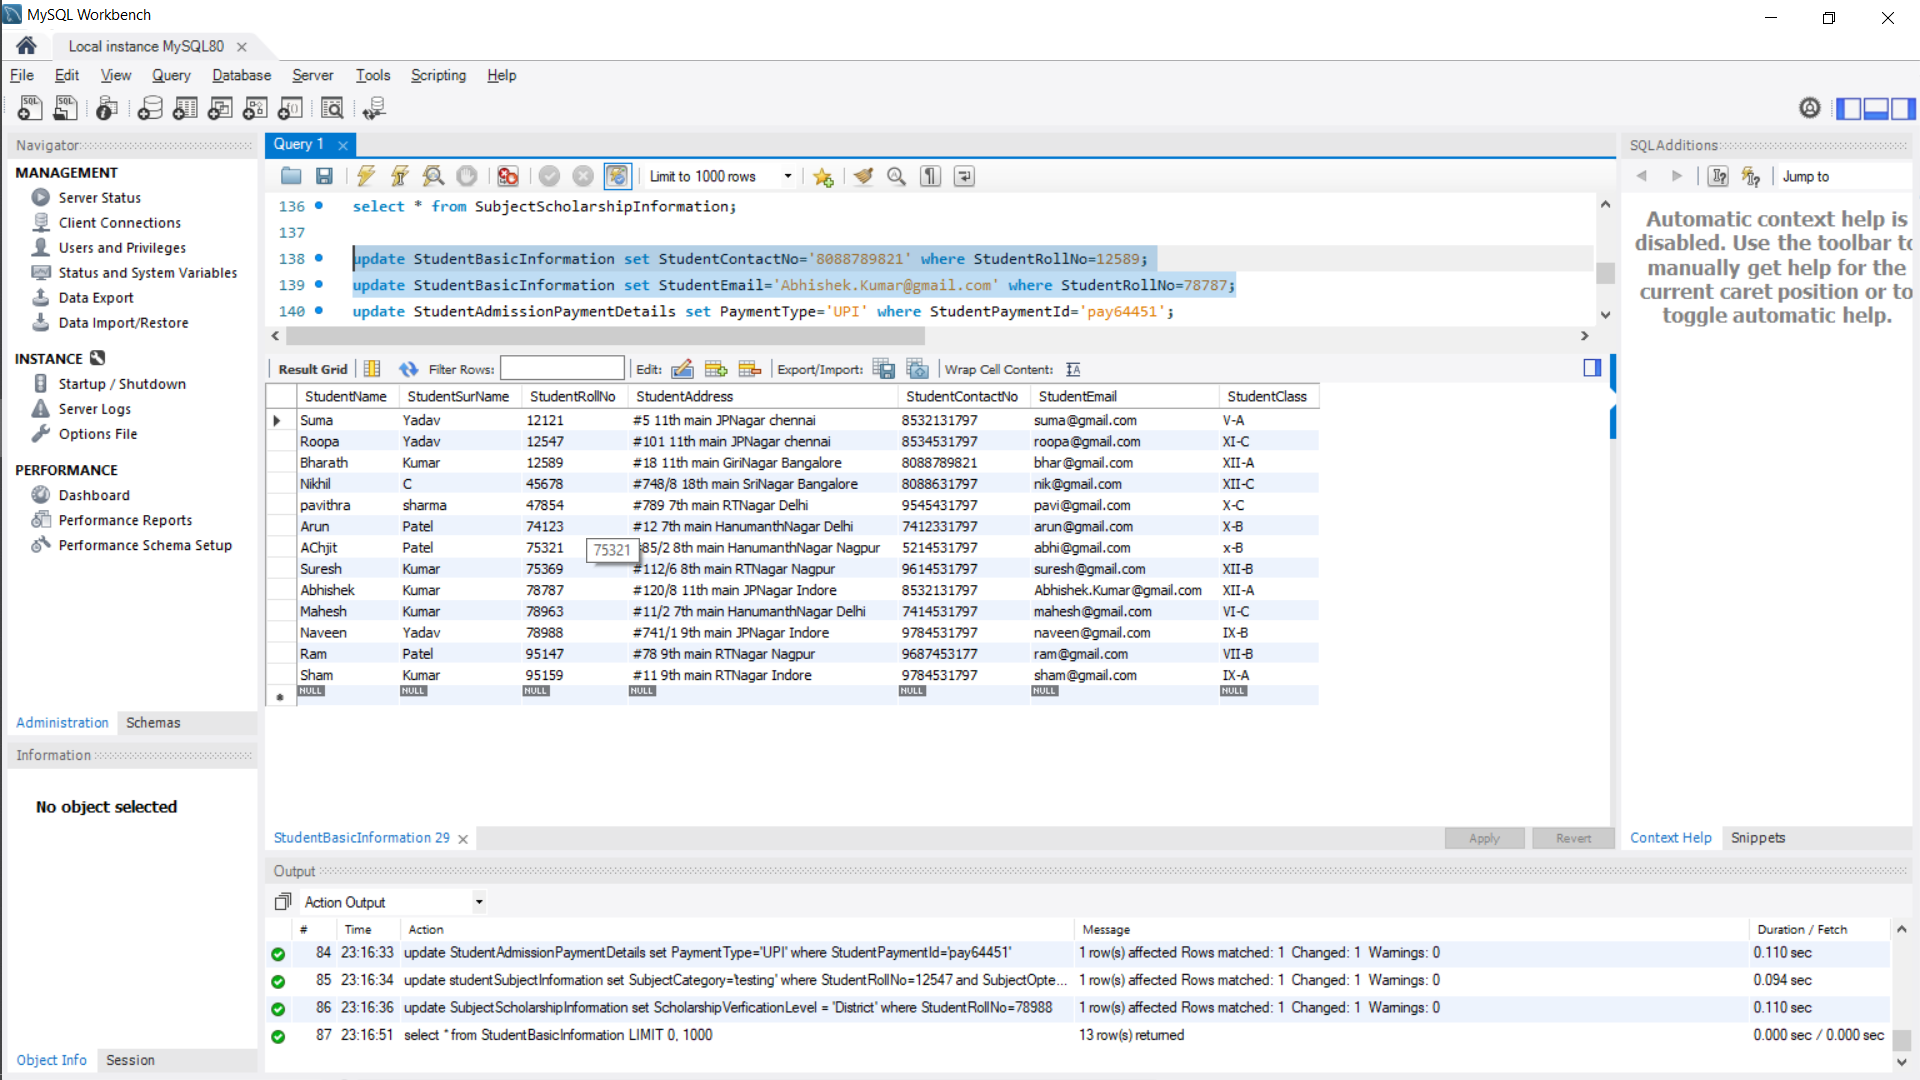 MySQL Workbench
Local instance MySQL80
File Edit View Query Database Server Tools Scripting Help
Navigator
MANAGEMENT
Server Status
Client Connections
Users and Privileges
Status and System Variables
Data Export
Data Import/Restore
INSTANCE
Startup / Shutdown
Server Logs
Options File
PERFORMANCE
Dashboard
Performance Reports
Performance Schema Setup
Administration Schemas
Information
No object selected
Object Info Session
Query 1
Limit to 1000 rows
136 select * from SubjectScholarshipInformation;
137
138 update StudentBasicInformation set StudentContactNo='8088789821' where StudentRollNo=12589;
139 update StudentBasicInformation set StudentEmail='Abhishek.Kumar@gmail.com' where StudentRollNo=78787;
140 update StudentAdmissionPaymentDetails set PaymentType='UPI' where StudentPaymentId='pay64451';
Result Grid Filter Rows: Edit: Export/Import: Wrap Cell Content:
StudentName StudentSurName StudentRollNo StudentAddress StudentContactNo StudentEmail StudentClass
Suma Yadav 12121 #5 11th main JPNagar chennai 8532131797 suma@gmail.com V-A
Roopa Yadav 12547 #101 11th main JPNagar chennai 8534531797 roopa@gmail.com XI-C
Bharath Kumar 12589 #18 11th main GiriNagar Bangalore 8088789821 bhar@gmail.com XII-A
Nikhil C 45678 #748/8 18th main SriNagar Bangalore 8088631797 nik@gmail.com XII-C
pavithra sharma 47854 #789 7th main RTNagar Delhi 9545431797 pavi@gmail.com X-C
Arun Patel 74123 #12 7th main HanumanthNagar Delhi 7412331797 arun@gmail.com X-B
AChjit Patel 75321 75321 85/2 8th main HanumanthNagar Nagpur 5214531797 abhi@gmail.com x-B
Suresh Kumar 75369 #112/6 8th main RTNagar Nagpur 9614531797 suresh@gmail.com XII-B
Abhishek Kumar 78787 #120/8 11th main JPNagar Indore 8532131797 Abhishek.Kumar@gmail.com XII-A
Mahesh Kumar 78963 #11/2 7th main HanumanthNagar Delhi 7414531797 mahesh@gmail.com VI-C
Naveen Yadav 78988 #741/1 9th main JPNagar Indore 9784531797 naveen@gmail.com IX-B
Ram Patel 95147 #78 9th main RTNagar Nagpur 9687453177 ram@gmail.com VII-B
Sham Kumar 95159 #11 9th main RTNagar Indore 9784531797 sham@gmail.com IX-A
NULL NULL NULL NULL NULL NULL NULL
StudentBasicInformation 29
Apply Revert
SQLAdditions
Jump to
Automatic context help is
disabled. Use the toolbar to
manually get help for the
current caret position or to
toggle automatic help.
Context Help Snippets
Output
Action Output
# Time Action Message Duration / Fetch
84 23:16:33 update StudentAdmissionPaymentDetails set PaymentType='UPI' where StudentPaymentId='pay64451' 1 row(s) affected Rows matched: 1 Changed: 1 Warnings: 0 0.110 sec
85 23:16:34 update studentSubjectInformation set SubjectCategory='testing' where StudentRollNo=12547 and SubjectOpte... 1 row(s) affected Rows matched: 1 Changed: 1 Warnings: 0 0.094 sec
86 23:16:36 update SubjectScholarshipInformation set ScholarshipVerficationLevel = 'District' where StudentRollNo=78988 1 row(s) affected Rows matched: 1 Changed: 1 Warnings: 0 0.110 sec
87 23:16:51 select * from StudentBasicInformation LIMIT 0, 1000 13 row(s) returned 0.000 sec / 0.000 sec